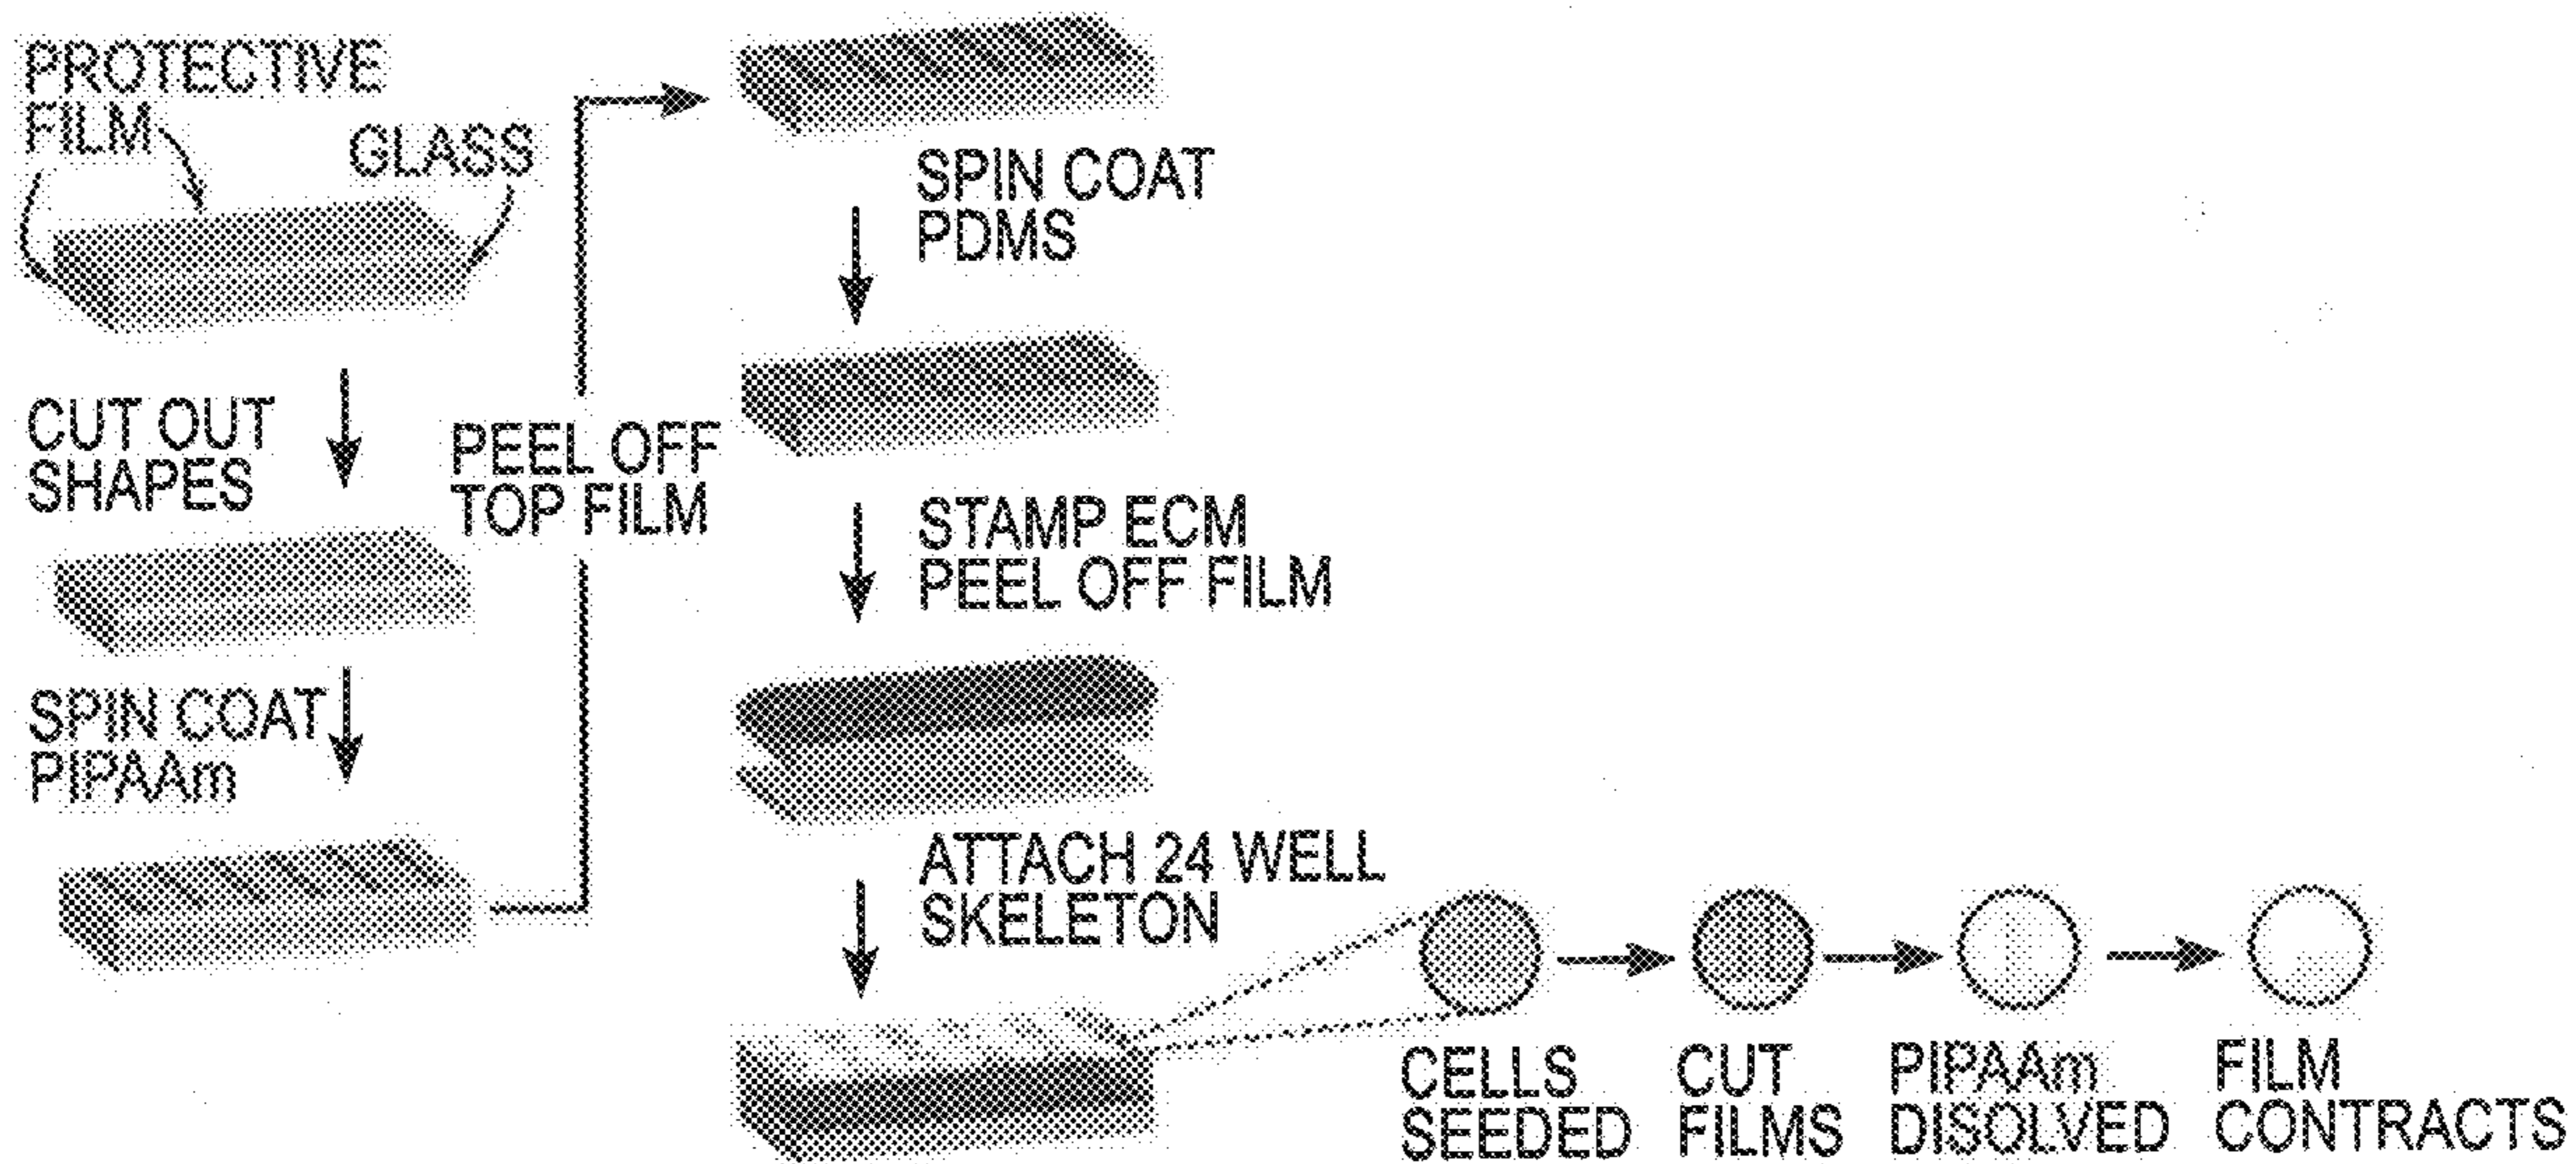 PROTECTIVE
FILM
GLASS
CUT OUT
SHAPES
SPIN COAT
PIPAAm
PEEL OFF
TOP FILM
SPIN COAT
PDMS
STAMP ECM
PEEL OFF FILM
ATTACH 24 WELL
SKELETON
CELLS
SEEDED
CUT
FILMS
PIPAAm
DISOLVED
FILM
CONTRACTS